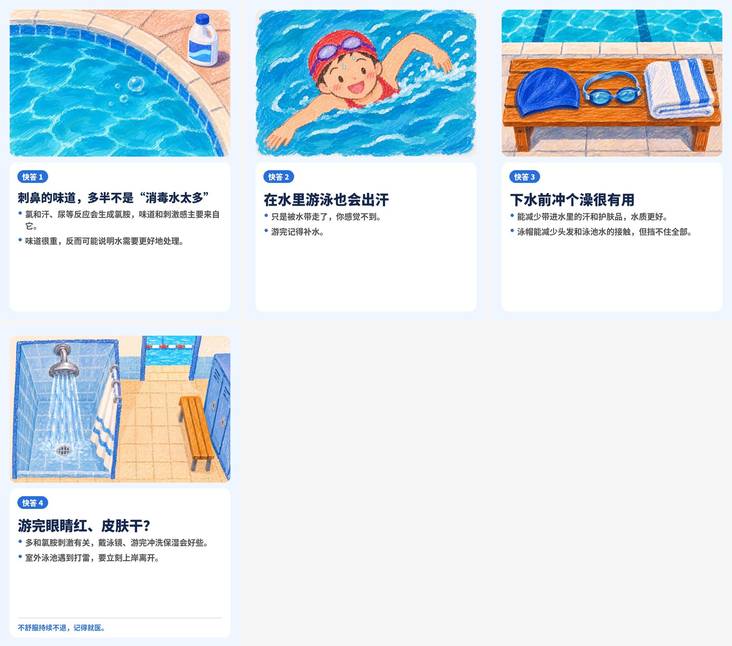 快答 1
刺鼻的味道，多半不是“消毒水太多”
氯和汗、尿等反应会生成氯胺，味道和刺激感主要来自
它。
味道很重，反而可能说明水需要更好地处理。
快答 2
在水里游泳也会出汗
只是被水带走了，你感觉不到。
游完记得补水。
快答 3
下水前冲个澡很有用
能减少带进水里的汗和护肤品，水质更好。
泳帽能减少头发和泳池水的接触，但挡不住全部。
快答 4
游完眼睛红、皮肤干？
多和氯胺刺激有关，戴泳镜、游完冲洗保湿会好些。
室外泳池遇到打雷，要立刻上岸离开。
不舒服持续不退，记得就医。